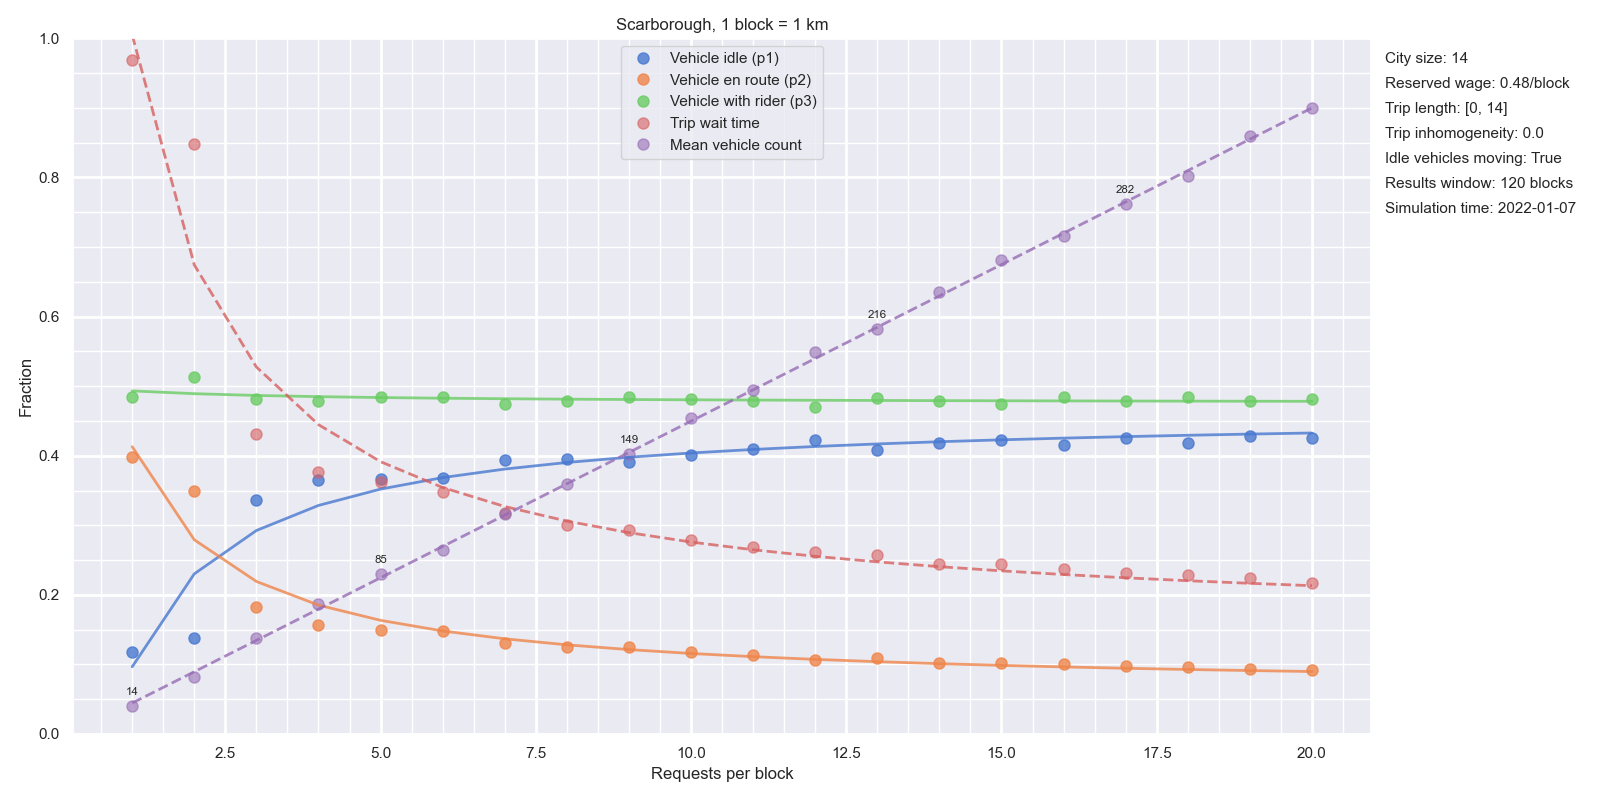 Scarborough, 1 block = 1 km
1.0
0.8
0.6
0.4
0.2
0.0
Fraction
Vehicle idle (p1)
Vehicle en route (p2)
Vehicle with rider (p3)
Trip wait time
Mean vehicle count
14
85
149
216
282
2.5
5.0
7.5
10.0
12.5
15.0
17.5
20.0
Requests per block
City size: 14
Reserved wage: 0.48/block
Trip length: [0, 14]
Trip inhomogeneity: 0.0
Idle vehicles moving: True
Results window: 120 blocks
Simulation time: 2022-01-07